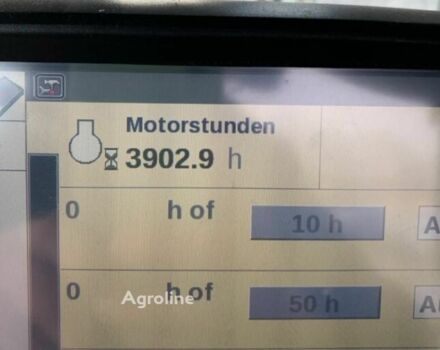 Motorstunden
3902.9 h
0 h of 10 h
0 h of 50 h
Agroline